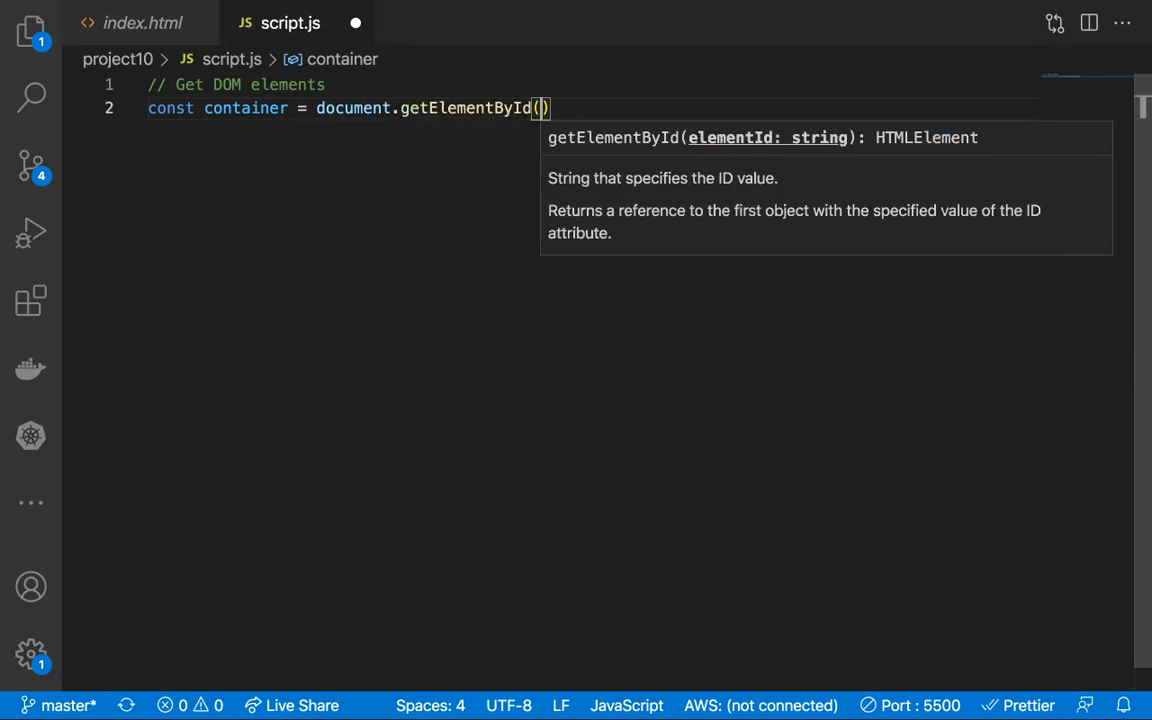 index.html
JS script.js
project10 > JS script.js > container
1 // Get DOM elements
2 const container = document.getElementById()
getElementById(elementId: string): HTMLElement
String that specifies the ID value.
Returns a reference to the first object with the specified value of the ID
attribute.
1
4
1
master* 0 0 Live Share Spaces: 4 UTF-8 LF JavaScript AWS: (not connected) Port : 5500 Prettier